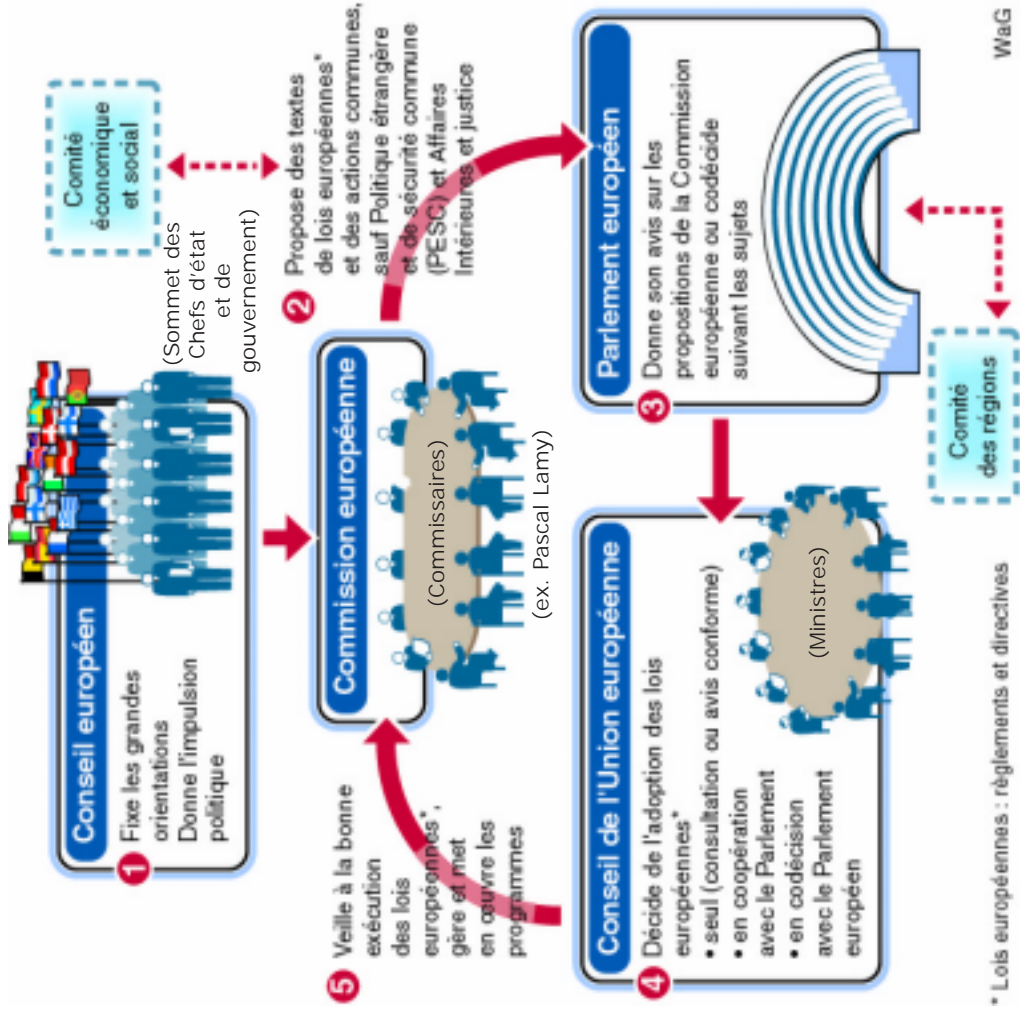 Conseil européen
1
Fixe les grandes
orientations
Donne l'impulsion
politique
(Sommet des
Chefs d'état
et de
gouvernement)
Comité
économique
et social
Commission européenne
(Commissaires)
(ex. Pascal Lamy)
2
Propose des textes
de lois européennes*
et des actions communes,
sauf Politique étrangère
et de sécurité commune
(PESC) et Affaires
Intérieures et justice
Parlement européen
3
Donne son avis sur les
propositions de la Commission
européenne ou codécide
suivant les sujets
Comité
des régions
Conseil de l'Union européenne
4
Décide de l'adoption des lois
européennes*
• seul (consultation ou avis conforme)
• en coopération
avec le Parlement
• en codécision
avec le Parlement
européen
(Ministres)
5
Veille à la bonne
exécution
des lois
européennes*,
gère et met
en œuvre les
programmes
* Lois européennes : règlements et directives
WaG